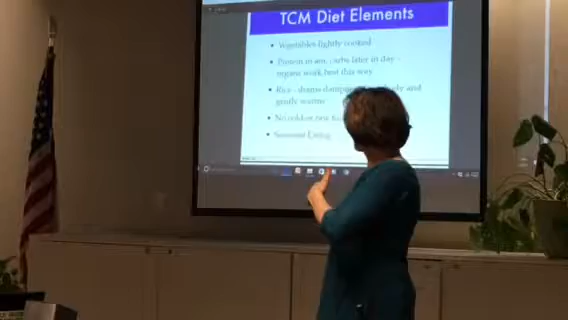 TCM Diet Elements
• Vegetables lightly cooked
• Protein in am, carbs later in day -
organs work best this way
• Rice - drains and
gently warms
• No cold or raw
• Seasonal Eating